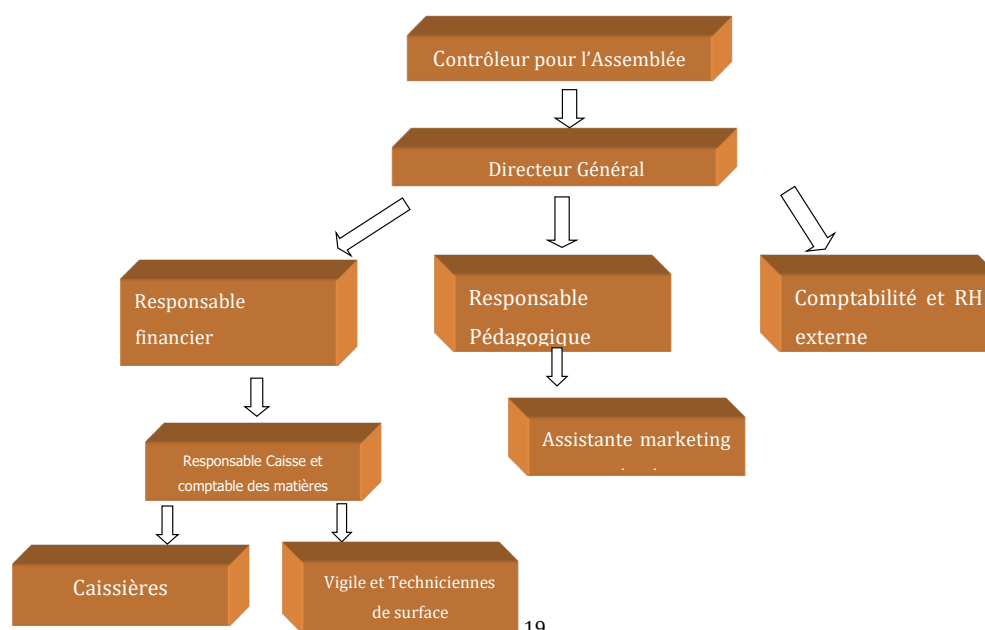 Contrôleur pour l'Assemblée
Directeur Général
Responsable
financier
Responsable
Pédagogique
Comptabilité et RH
externe
Responsable Caisse et
comptable des matières
Assistante marketing
Caissières
Vigile et Techniciennes
de surface
19